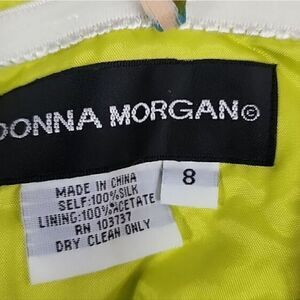 DONNA MORGAN©
8
MADE IN CHINA
SELF:100%SILK
LINING:100%ACETATE
RN 103737
DRY CLEAN ONLY